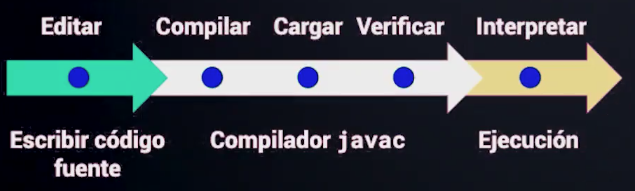 Editar Compilar Cargar Verificar Interpretar
Escribir código Compilador javac Ejecución
fuente